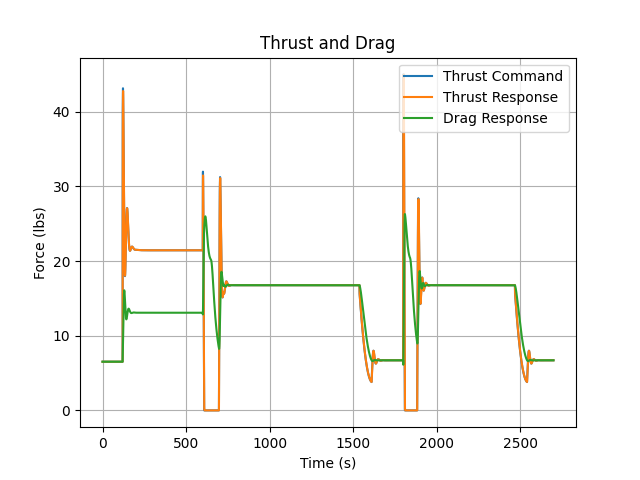 Thrust and Drag
Thrust Command
Thrust Response
Drag Response
Force (lbs)
40
30
20
10
0
0 500 1000 1500 2000 2500
Time (s)